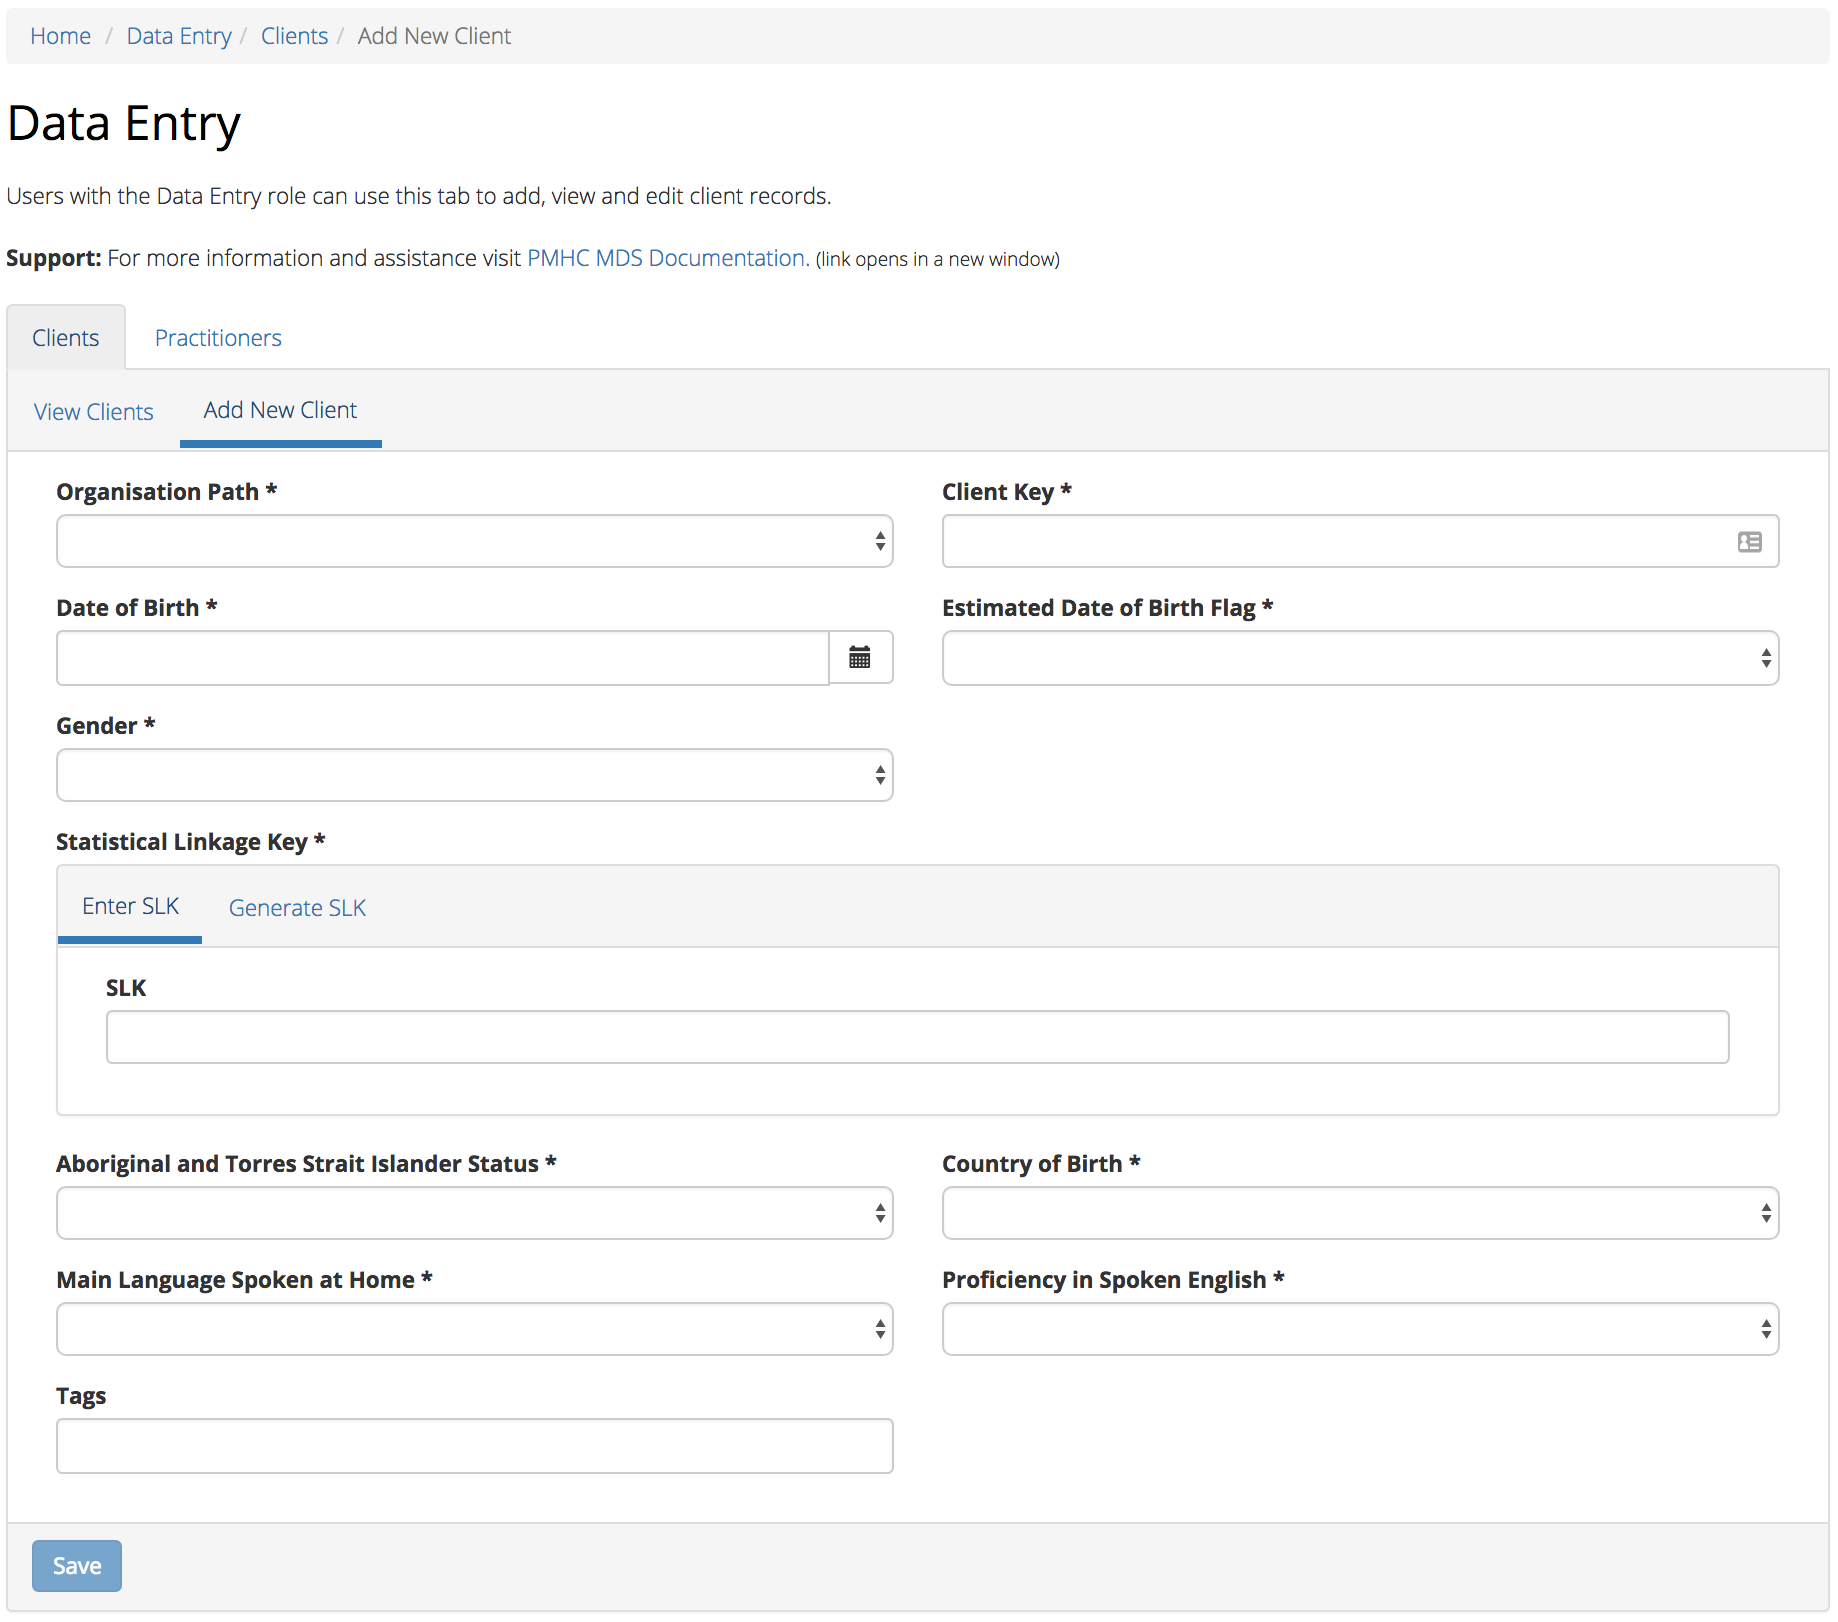 Home / Data Entry / Clients / Add New Client
Data Entry
Users with the Data Entry role can use this tab to add, view and edit client records.
Support: For more information and assistance visit PMHC MDS Documentation. (link opens in a new window)
Clients Practitioners
View Clients Add New Client
Organisation Path * Client Key *
Date of Birth * Estimated Date of Birth Flag *
Gender *
Statistical Linkage Key *
Enter SLK Generate SLK
SLK
Aboriginal and Torres Strait Islander Status * Country of Birth *
Main Language Spoken at Home * Proficiency in Spoken English *
Tags
Save